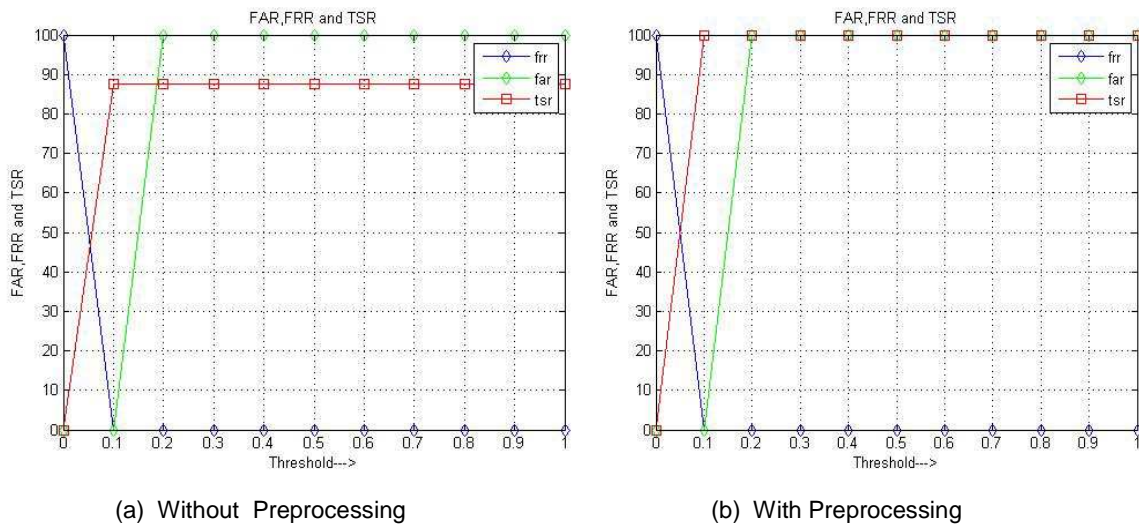 FAR,FRR and TSR
100
90
80
70
60
50
40
30
20
10
0
FAR,FRR and TSR
frr
far
tsr
0 0.1 0.2 0.3 0.4 0.5 0.6 0.7 0.8 0.9 1
Threshold--->
(a) Without Preprocessing
FAR,FRR and TSR
100
90
80
70
60
50
40
30
20
10
0
FAR,FRR and TSR
frr
far
tsr
0 0.1 0.2 0.3 0.4 0.5 0.6 0.7 0.8 0.9 1
Threshold--->
(b) With Preprocessing